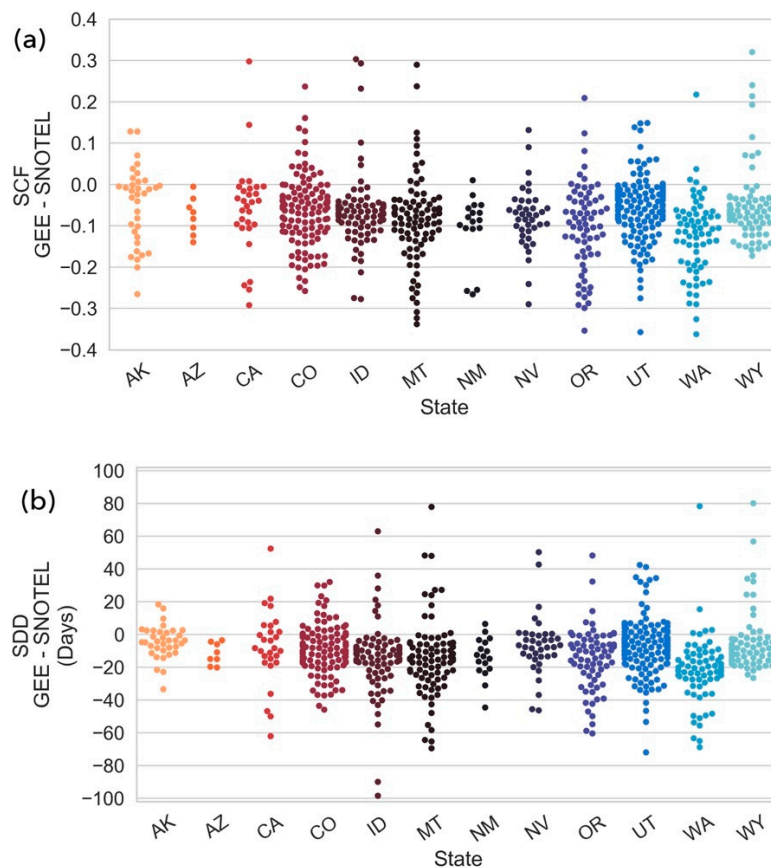 (a)
SCF
GEE - SNOTEL
0.4
0.3
0.2
0.1
0.0
−0.1
−0.2
−0.3
−0.4
AK AZ CA CO ID MT NM NV OR UT WA WY
State
(b)
SDD
GEE - SNOTEL
(Days)
100
80
60
40
20
0
−20
−40
−60
−80
−100
AK AZ CA CO ID MT NM NV OR UT WA WY
State